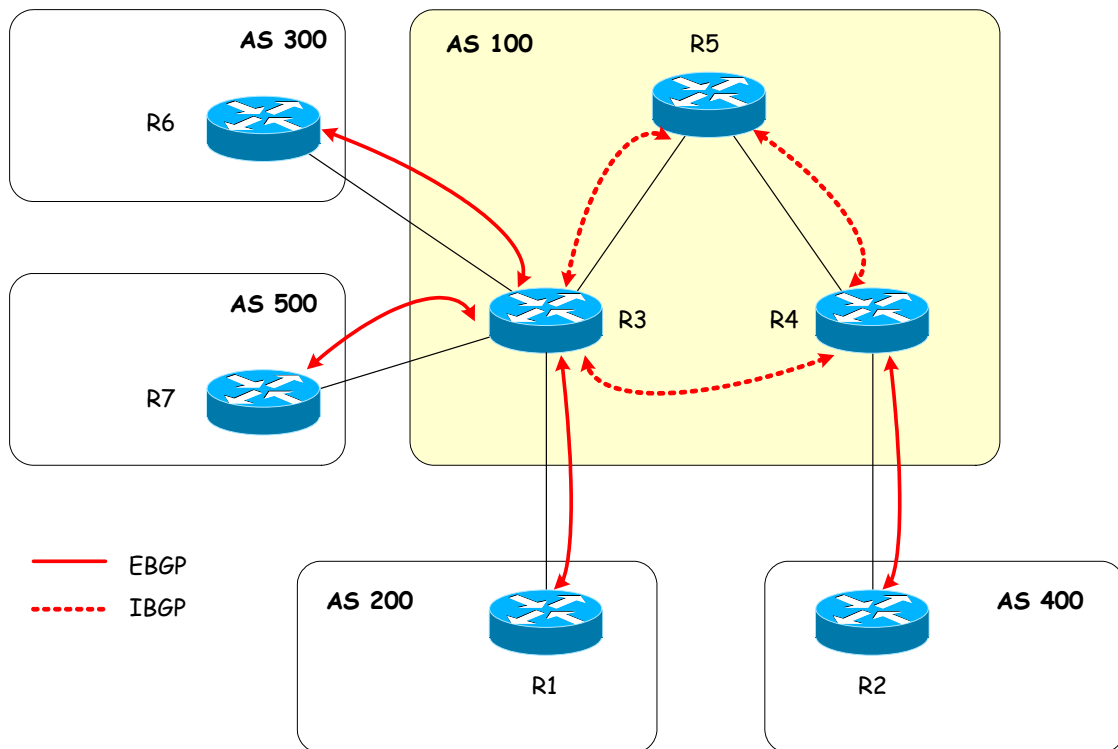 AS 300
AS 100
R5
R6
AS 500
R3
R4
R7
EBGP
IBGP
AS 200
AS 400
R1
R2